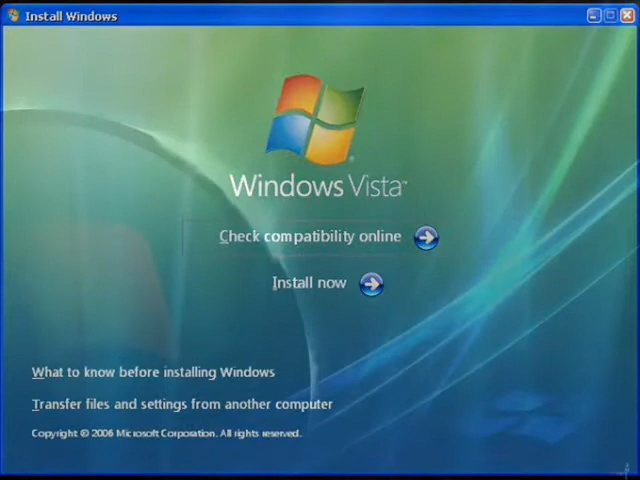 Install Windows
Windows Vista™
Check compatibility online
Install now
What to know before installing Windows
Transfer files and settings from another computer
Copyright © 2006 Microsoft Corporation. All rights reserved.